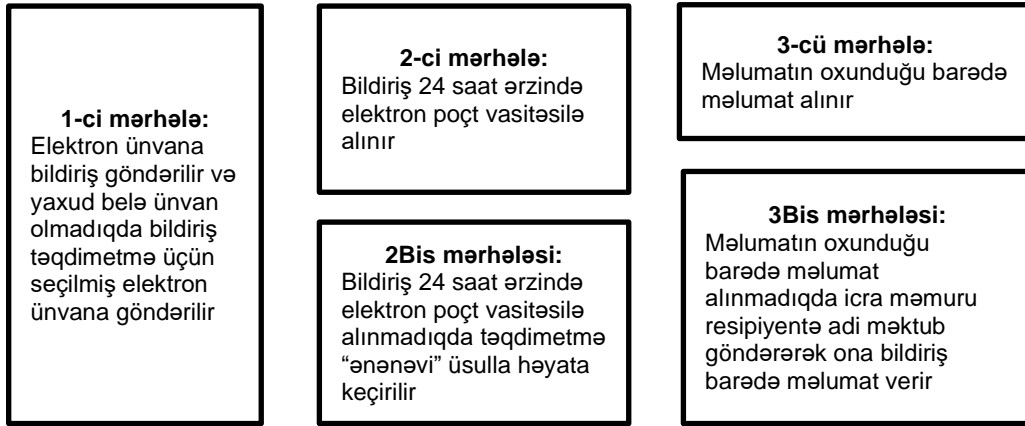 1-ci mərhələ:
Elektron ünvana
bildiriş göndərilir və
yaxud belə ünvan
olmadıqda bildiriş
təqdimetmə üçün
seçilmiş elektron
ünvana göndərilir
2-ci mərhələ:
Bildiriş 24 saat ərzində
elektron poçt vasitəsilə
alınır
2Bis mərhələsi:
Bildiriş 24 saat ərzində
elektron poçt vasitəsilə
alınmadıqda təqdimetmə
“ənənəvi” üsulla həyata
keçirilir
3-cü mərhələ:
Məlumatın oxunduğu barədə
məlumat alınır
3Bis mərhələsi:
Məlumatın oxunduğu
barədə məlumat
alınmadıqda icra məmuru
resipiyentə adi məktub
göndərərək ona bildiriş
barədə məlumat verir